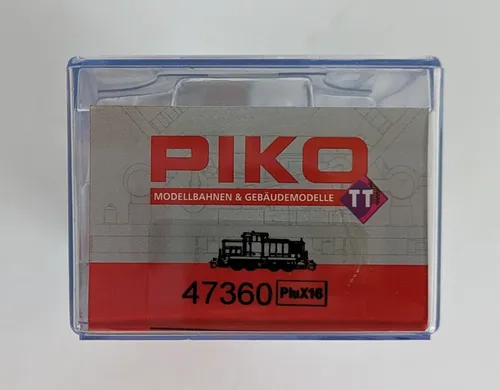 PIKO
MODELLBAHNEN & GEBÄUDEMODELLE
TT
47360 PluX16